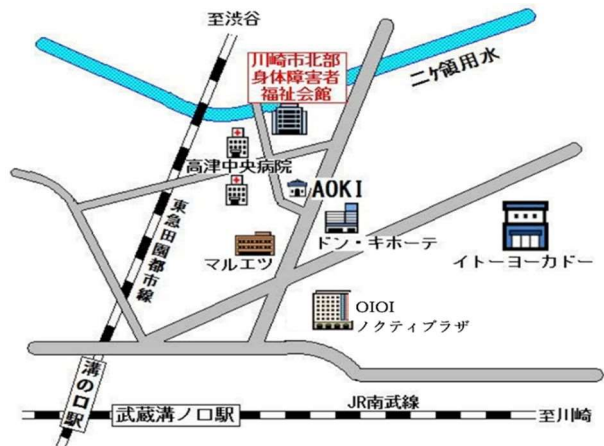 至渋谷
川崎市北部
身体障害者
福祉会館
二ケ領用水
高津中央病院
AOKI
東急田園都市線
マルエツ
ドン・キホーテ
イトーヨーカドー
OIOI
ノクティプラザ
溝の口駅
武蔵溝ノ口駅
JR南武線
至川崎